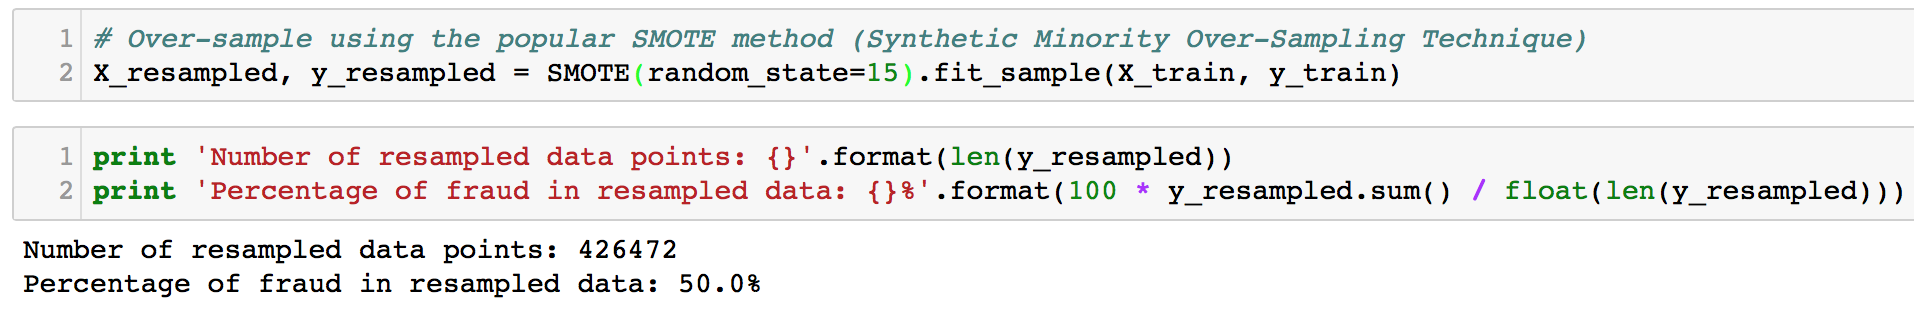 1 # Over-sample using the popular SMOTE method (Synthetic Minority Over-Sampling Technique)
2 X_resampled, y_resampled = SMOTE(random_state=15).fit_sample(X_train, y_train)
1 print 'Number of resampled data points: {}'.format(len(y_resampled))
2 print 'Percentage of fraud in resampled data: {}%'.format(100 * y_resampled.sum() / float(len(y_resampled)))
Number of resampled data points: 426472
Percentage of fraud in resampled data: 50.0%